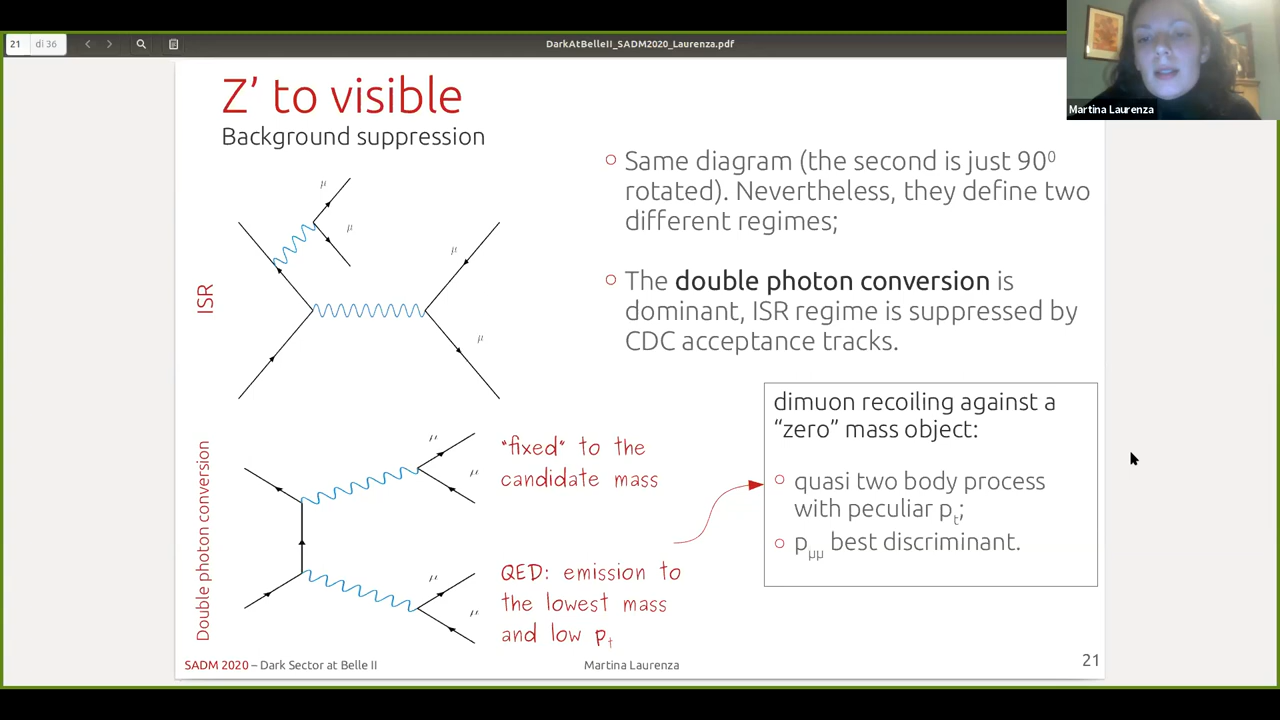 21 di 36
DarkAtBelleII_SADM2020_Laurenza.pdf
Martina Laurenza
Z’ to visible
Background suppression
ISR
μ
μ
μ
μ
Same diagram (the second is just 90⁰
rotated). Nevertheless, they define two
different regimes;
The double photon conversion is
dominant, ISR regime is suppressed by
CDC acceptance tracks.
Double photon conversion
μ
μ
μ
μ
"fixed" to the
candidate mass
QED: emission to
the lowest mass
and low pₜ
dimuon recoiling against a
“zero” mass object:
quasi two body process
with peculiar pₜ;
pμμ best discriminant.
SADM 2020 – Dark Sector at Belle II
Martina Laurenza
21